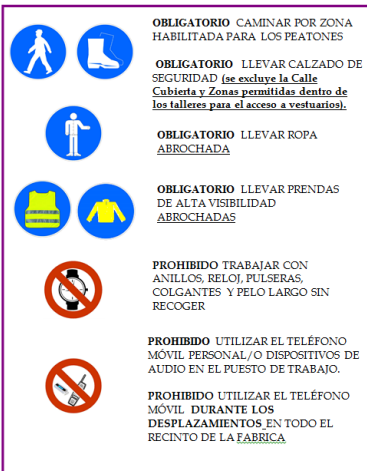 OBLIGATORIO CAMINAR POR ZONA
HABILITADA PARA LOS PEATONES
OBLIGATORIO LLEVAR CALZADO DE
SEGURIDAD (se excluye la Calle
Cubierta y Zonas permitidas dentro de
los talleres para el acceso a vestuarios).
OBLIGATORIO LLEVAR ROPA
ABROCHADA
OBLIGATORIO LLEVAR PRENDAS
DE ALTA VISIBILIDAD
ABROCHADAS
PROHIBIDO TRABAJAR CON
ANILLOS, RELOJ, PULSERAS,
COLGANTES Y PELO LARGO SIN
RECOGER
PROHIBIDO UTILIZAR EL TELÉFONO
MÓVIL PERSONAL/O DISPOSITIVOS DE
AUDIO EN EL PUESTO DE TRABAJO.
PROHIBIDO UTILIZAR EL TELÉFONO
MÓVIL DURANTE LOS
DESPLAZAMIENTOS EN TODO EL
RECINTO DE LA FABRICA